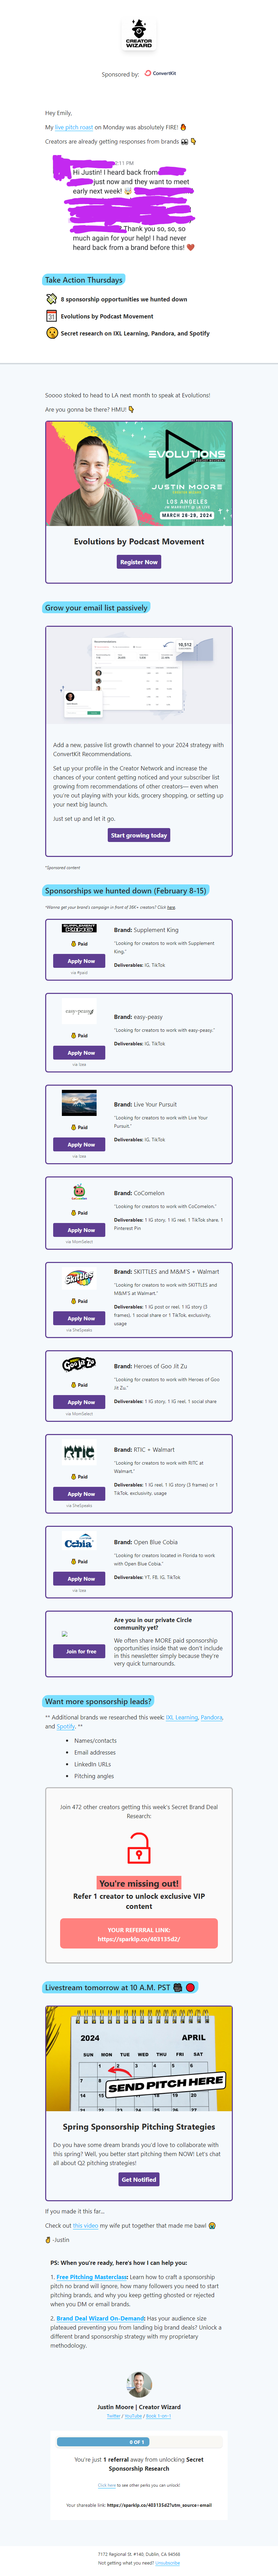 CREATOR
WIZARD
Sponsored by: ConvertKit
Hey Emily,
My live pitch roast on Monday was absolutely FIRE! 🔥
Creators are already getting responses from brands 👀 👇
2:11 PM
Hi Justin! I heard back from
just now and they want to meet
early next week! 🤯
Thank you so, so, so
much again for your help! I had never
heard back from a brand before this! ❤️
Take Action Thursdays
8 sponsorship opportunities we hunted down
Evolutions by Podcast Movement
Secret research on IXL Learning, Pandora, and Spotify
Soooo stoked to head to LA next month to speak at Evolutions!
Are you gonna be there? HMU! 👇
EVOLUTIONS
JUSTIN MOORE
LOS ANGELES
MARCH 26-29, 2024
Evolutions by Podcast Movement
Register Now
Grow your email list passively
Add a new, passive list growth channel to your 2024 strategy with
ConvertKit Recommendations.
Set up your profile in the Creator Network and increase the
chances of your content getting noticed and your subscriber list
growing from recommendations of other creators— even when
you're out playing with your kids, grocery shopping, or setting up
your next big launch.
Just set up and let it go.
Start growing today
*Sponsored content
Sponsorships we hunted down (February 8-15)
*Wanna get your brand's campaign in front of 36K+ creators? Click here.
SUPPLEMENT
Brand: Supplement King
"Looking for creators to work with Supplement
King."
Deliverables: IG, TikTok
💰 Paid
Apply Now
via #paid
easy-peasy
Brand: easy-peasy
"Looking for creators to work with easy-peasy."
Deliverables: IG, TikTok
💰 Paid
Apply Now
via Izea
Brand: Live Your Pursuit
"Looking for creators to work with Live Your
Pursuit."
Deliverables: IG, TikTok
💰 Paid
Apply Now
via Izea
Brand: CoComelon
"Looking for creators to work with CoComelon."
Deliverables: 1 IG story, 1 IG reel, 1 TikTok share, 1
Pinterest Pin
💰 Paid
Apply Now
via MomSelect
Skittles
Brand: SKITTLES and M&M'S + Walmart
"Looking for creators to work with SKITTLES and
M&M'S at Walmart."
Deliverables: 1 IG post or reel, 1 IG story (3
frames), 1 social share or 1 TikTok, exclusivity,
usage
💰 Paid
Apply Now
via SheSpeaks
Goo Jit Zu
Brand: Heroes of Goo Jit Zu
"Looking for creators to work with Heroes of Goo
Jit Zu."
Deliverables: 1 IG story, 1 IG reel, 1 social share
💰 Paid
Apply Now
via MomSelect
RTIC
Brand: RTIC + Walmart
"Looking for creators to work with RTIC at
Walmart."
Deliverables: 1 IG reel, 1 IG story (3 frames) or 1
TikTok, exclusivity, usage
💰 Paid
Apply Now
via SheSpeaks
Cobia
Brand: Open Blue Cobia
"Looking for creators located in Florida to work
with Open Blue Cobia."
Deliverables: YT, FB, IG, TikTok
💰 Paid
Apply Now
via Izea
Are you in our private Circle
community yet?
We often share MORE paid sponsorship
opportunities inside that we don't include
in this newsletter simply because they're
very quick turnarounds.
Join for free
Want more sponsorship leads?
** Additional brands we researched this week: IXL Learning, Pandora,
and Spotify. **
• Names/contacts
• Email addresses
• LinkedIn URLs
• Pitching angles
Join 472 other creators getting this week's Secret Brand Deal
Research:
You're missing out!
Refer 1 creator to unlock exclusive VIP
content
YOUR REFERRAL LINK:
https://sparklp.co/403135d2/
Livestream tomorrow at 10 A.M. PST
2024 APRIL
SUN MON TUE WED THU FRI SAT
SEND PITCH HERE
Spring Sponsorship Pitching Strategies
Do you have some dream brands you'd love to collaborate with
this spring? Well, you better start pitching them NOW! Let's chat
all about Q2 pitching strategies!
Get Notified
If you made it this far...
Check out this video my wife put together that made me bawl 😭
-Justin
PS: When you're ready, here's how I can help you:
1. Free Pitching Masterclass: Learn how to craft a sponsorship
pitch no brand will ignore, how many followers you need to start
pitching brands, and why you keep getting ghosted or rejected
when you DM or email brands.
2. Brand Deal Wizard On-Demand: Has your audience size
plateaued preventing you from landing big brand deals? Unlock a
different brand sponsorship strategy with my proprietary
methodology.
Justin Moore | Creator Wizard
Twitter / YouTube / Book 1-on-1
0 OF 1
You're just 1 referral away from unlocking Secret
Sponsorship Research
Click here to see other perks you can unlock!
Your shareable link: https://sparklp.co/403135d2?utm_source=email
7172 Regional St. #140, Dublin, CA 94568
Not getting what you need? Unsubscribe